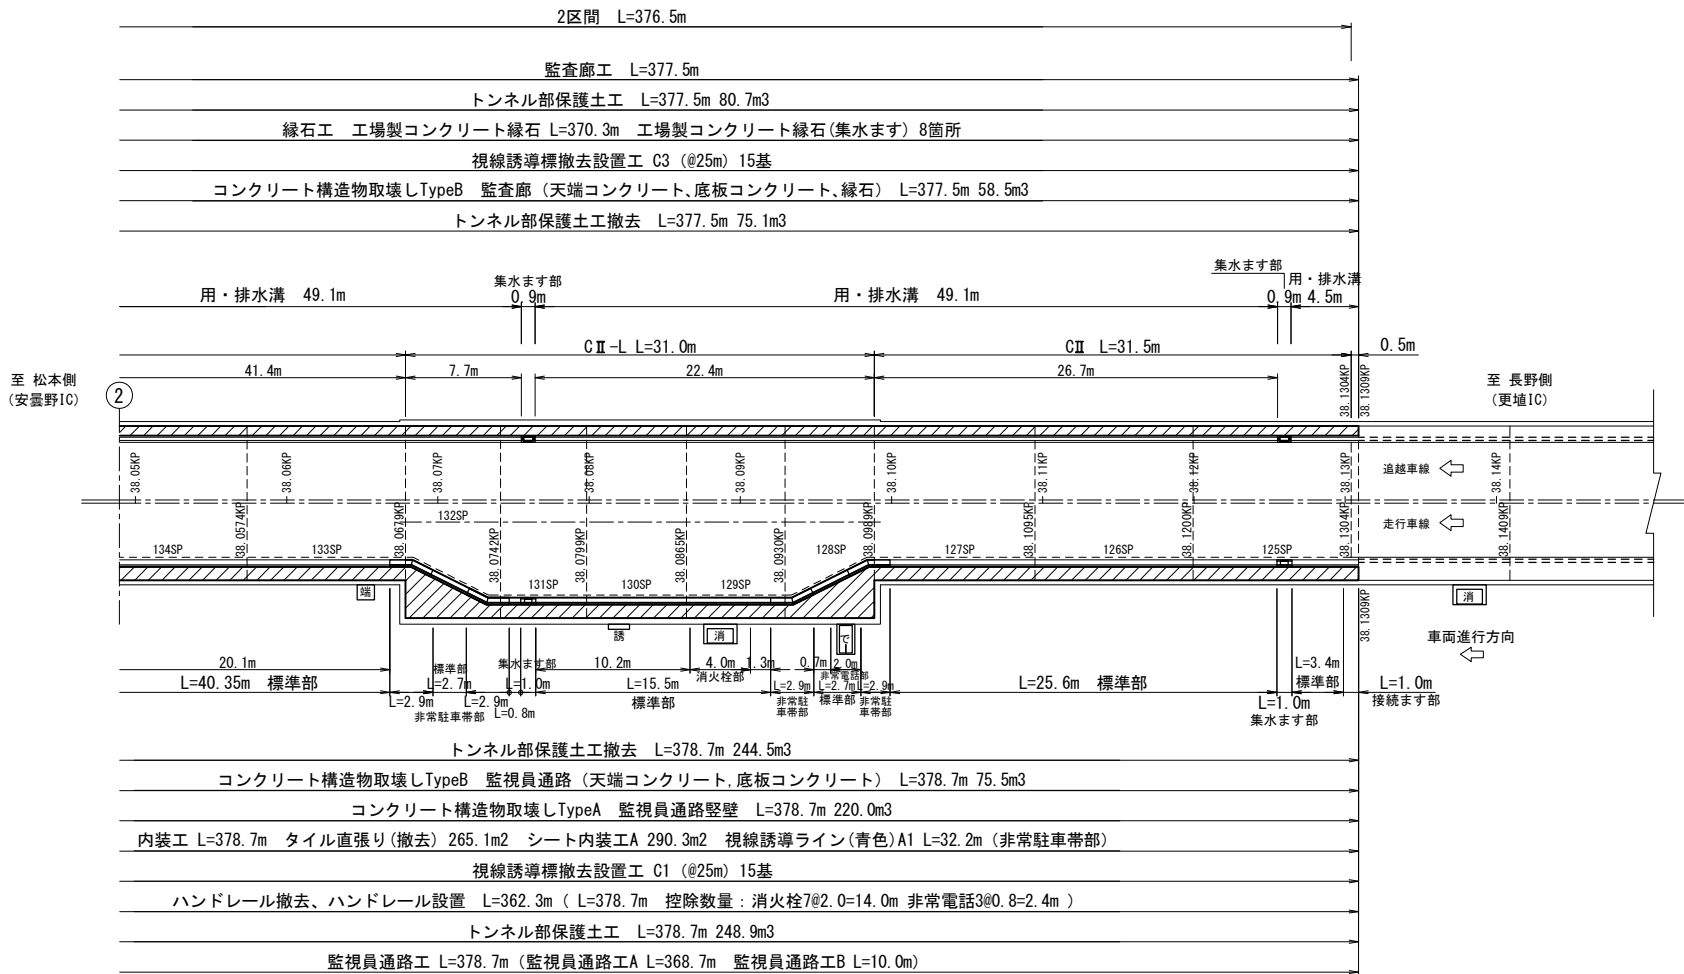 2区間 L=376.5m
監査廊工 L=377.5m
トンネル部保護土工 L=377.5m 80.7m3
縁石工 工場製コンクリート縁石 L=370.3m 工場製コンクリート縁石(集水ます) 8箇所
視線誘導標撤去設置工 C3 (@25m) 15基
コンクリート構造物取壊しTypeB 監査廊 (天端コンクリート、底板コンクリート、縁石) L=377.5m 58.5m3
トンネル部保護土工撤去 L=377.5m 75.1m3
集水ます部 集水ます部
用・排水溝 49.1m 0.9m 用・排水溝 49.1m 0.9m 用・排水溝 4.5m
CⅡ-L L=31.0m CⅡ L=31.5m 0.5m
41.4m 7.7m 22.4m 26.7m
38.1304KP 38.1309KP
至 松本側
(安曇野IC)
②
至 長野側
(更埴IC)
38.05KP 38.06KP 38.07KP 38.08KP 38.09KP 38.10KP 38.11KP 38.12KP 38.13KP 38.14KP
追越車線
走行車線
132SP
38.0574KP 38.0679KP 38.0742KP 38.0799KP 38.0865KP 38.0930KP 38.0989KP 38.1095KP 38.1200KP 38.1304KP 38.1409KP
134SP 133SP 131SP 130SP 129SP 128SP 127SP 126SP 125SP
端 誘 消 で 消
38.1309KP
車両進行方向
20.1m 標準部 集水ます部 10.2m 4.0m 1.3m 0.7m 2.0m L=3.4m
消火栓部 非常電話部 標準部
L=40.35m 標準部 L=2.7m L=1.0m L=15.5m L=2.9m L=2.7m L=2.9m L=25.6m 標準部 L=1.0m
L=2.9m L=2.9m 標準部 非常駐車帯部 標準部 非常駐車帯部 L=1.0m 接続ます部
非常駐車帯部 L=0.8m 集水ます部
トンネル部保護土工撤去 L=378.7m 244.5m3
コンクリート構造物取壊しTypeB 監視員通路 (天端コンクリート,底板コンクリート) L=378.7m 75.5m3
コンクリート構造物取壊しTypeA 監視員通路竪壁 L=378.7m 220.0m3
内装工 L=378.7m タイル直張り(撤去) 265.1m2 シート内装工A 290.3m2 視線誘導ライン(青色)A1 L=32.2m (非常駐車帯部)
視線誘導標撤去設置工 C1 (@25m) 15基
ハンドレール撤去、ハンドレール設置 L=362.3m ( L=378.7m 控除数量：消火栓7@2.0=14.0m 非常電話3@0.8=2.4m )
トンネル部保護土工 L=378.7m 248.9m3
監視員通路工 L=378.7m (監視員通路工A L=368.7m 監視員通路工B L=10.0m)